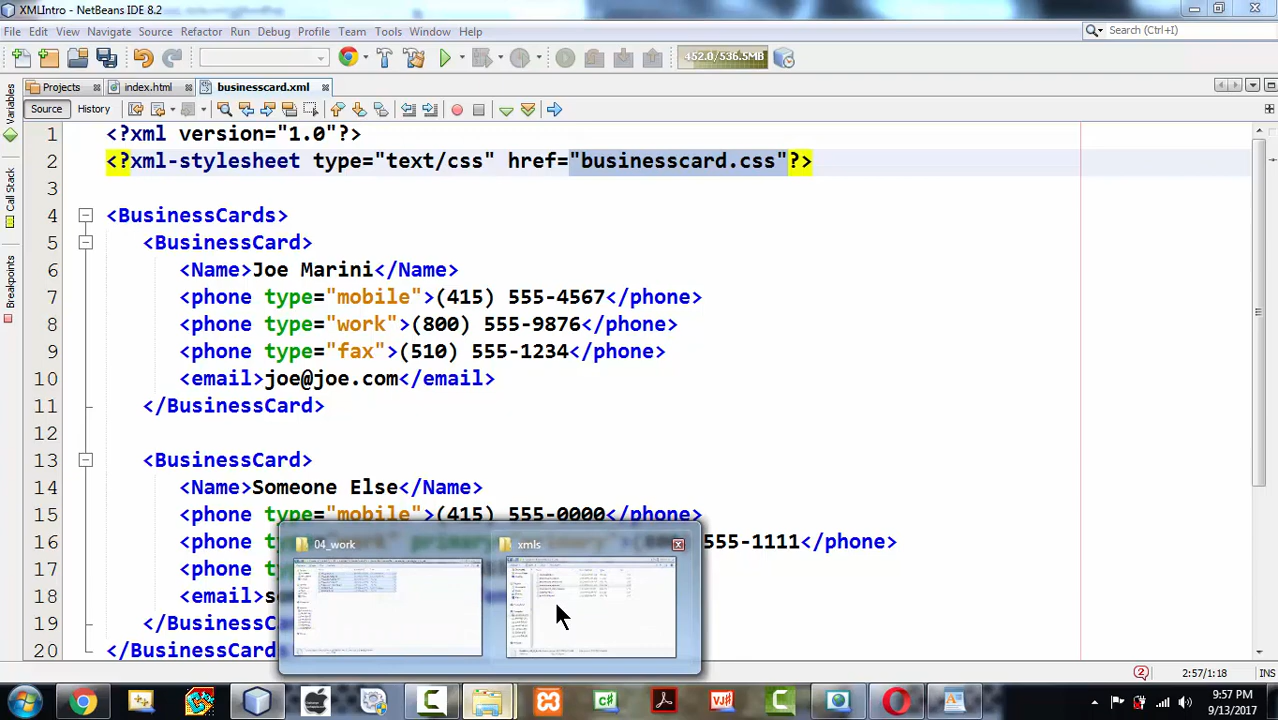 XMLIntro - NetBeans IDE 8.2
File Edit View Navigate Source Refactor Run Debug Profile Team Tools Window Help
Search (Ctrl+I)
452.0/536.5MB
Projects
index.html
businesscard.xml
Source
History
Variables
Call Stack
Breakpoints
1 <?xml version="1.0"?>
2 <?xml-stylesheet type="text/css" href="businesscard.css"?>
3
4 <BusinessCards>
5 <BusinessCard>
6 <Name>Joe Marini</Name>
7 <phone type="mobile">(415) 555-4567</phone>
8 <phone type="work">(800) 555-9876</phone>
9 <phone type="fax">(510) 555-1234</phone>
10 <email>joe@joe.com</email>
11 </BusinessCard>
12
13 <BusinessCard>
14 <Name>Someone Else</Name>
15 <phone type="mobile">(415) 555-0000</phone>
16 <phone 555-1111</phone>
17 <phone
18 <email>
19 </BusinessCard>
20 </BusinessCards>
04_work
xmls
2
2:57/1:18
9:57 PM
9/13/2017